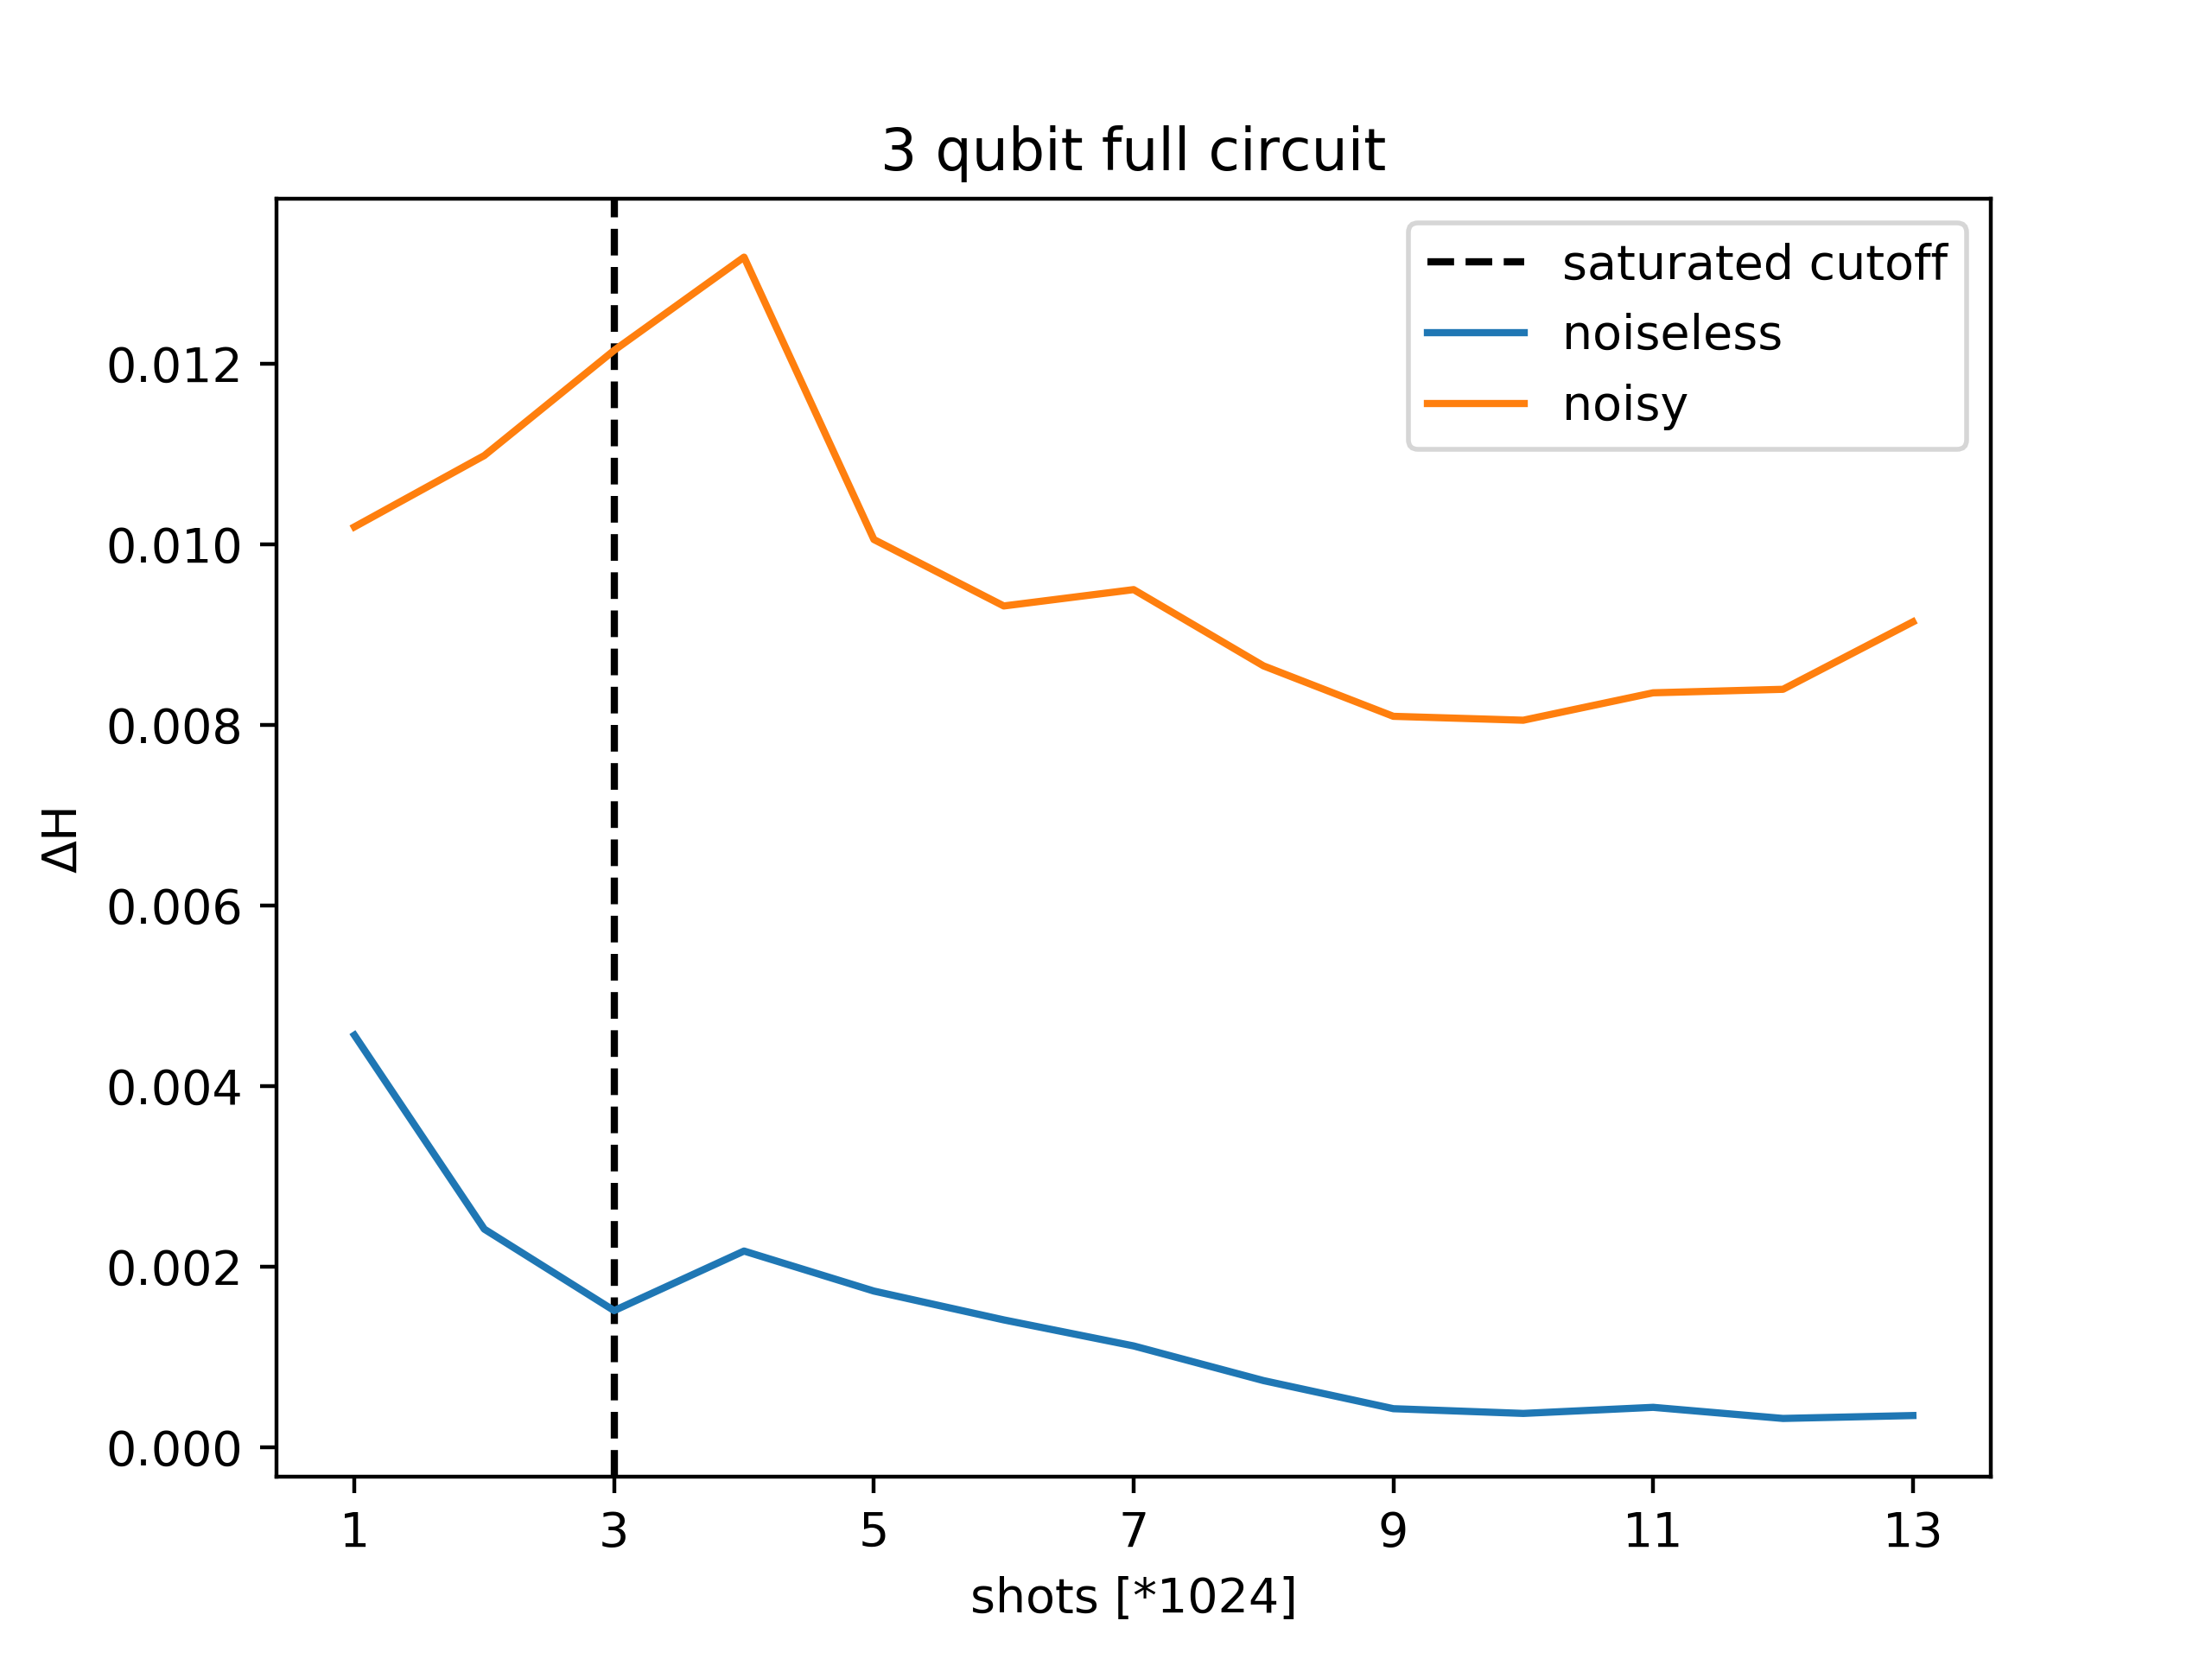 3 qubit full circuit
saturated cutoff
noiseless
noisy
0.012
0.010
0.008
0.006
0.004
0.002
0.000
ΔH
1 3 5 7 9 11 13
shots [*1024]